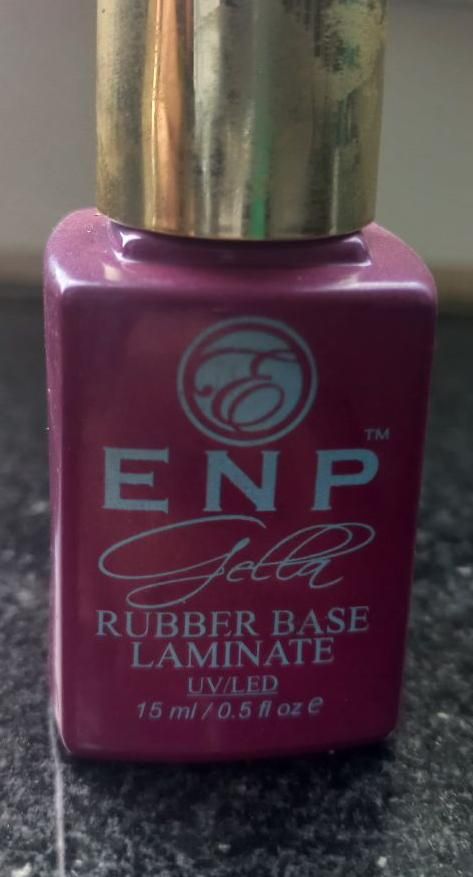 E
ENP™
Gella
RUBBER BASE
LAMINATE
UV/LED
15 ml / 0.5 fl oz ℮